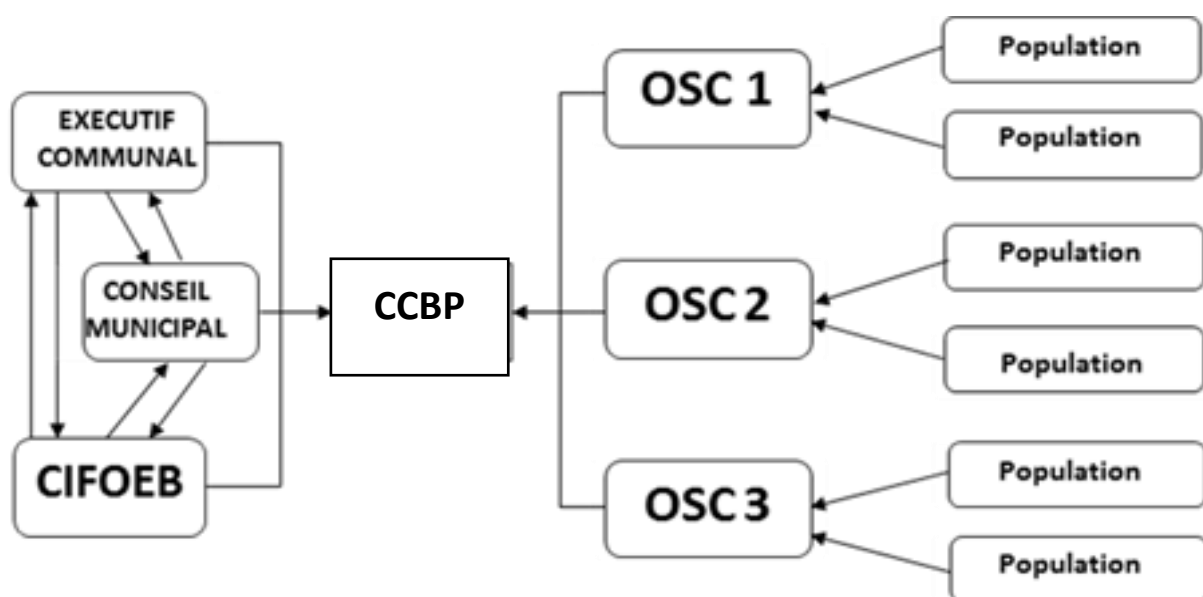 EXECUTIF
COMMUNAL
CONSEIL
MUNICIPAL
CIFOEB
CCBP
OSC 1
OSC 2
OSC 3
Population
Population
Population
Population
Population
Population